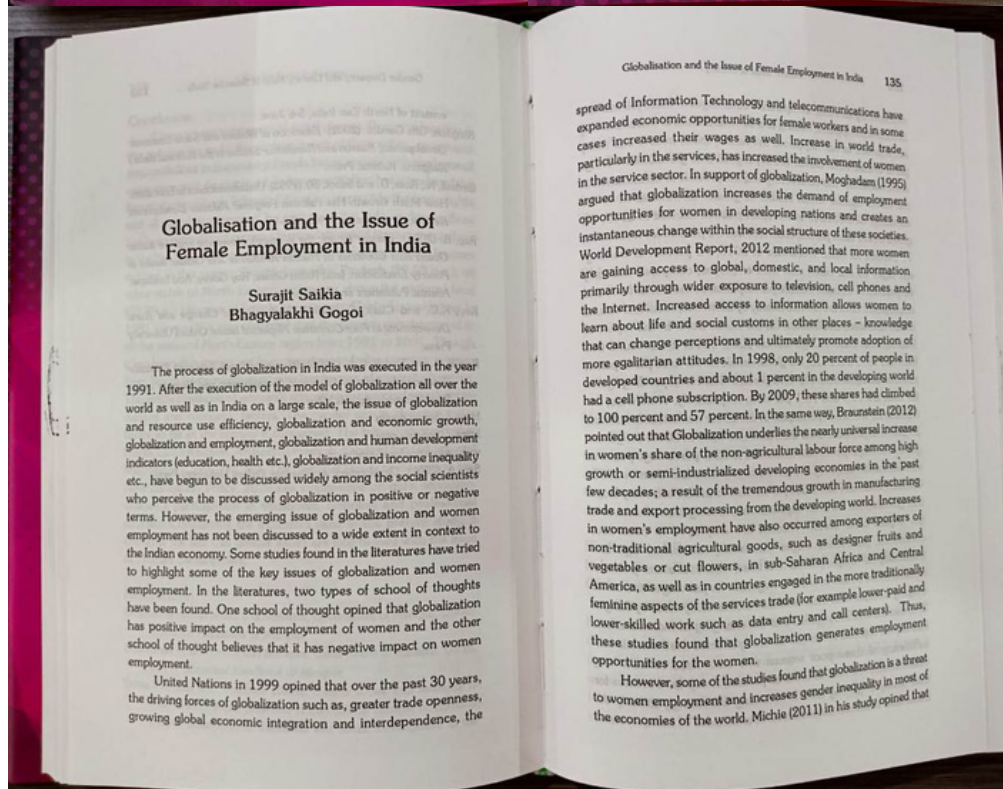 Globalisation and the Issue of
Female Employment in India
Surajit Saikia
Bhagyalakhi Gogoi
The process of globalization in India was executed in the year
1991. After the execution of the model of globalization all over the
world as well as in India on a large scale, the issue of globalization
and resource use efficiency, globalization and economic growth,
globalization and employment, globalization and human development
indicators (education, health etc.), globalization and income inequality
etc., have begun to be discussed widely among the social scientists
who perceive the process of globalization in positive or negative
terms. However, the emerging issue of globalization and women
employment has not been discussed to a wide extent in context to
the Indian economy. Some studies found in the literatures have tried
to highlight some of the key issues of globalization and women
employment. In the literatures, two types of school of thoughts
have been found. One school of thought opined that globalization
has positive impact on the employment of women and the other
school of thought believes that it has negative impact on women
employment.
United Nations in 1999 opined that over the past 30 years,
the driving forces of globalization such as, greater trade openness,
growing global economic integration and interdependence, the
Globalisation and the Issue of Female Employment in India 135
spread of Information Technology and telecommunications have
expanded economic opportunities for female workers and in some
cases increased their wages as well. Increase in world trade,
particularly in the services, has increased the involvement of women
in the service sector. In support of globalization, Moghadam (1995)
argued that globalization increases the demand of employment
opportunities for women in developing nations and creates an
instantaneous change within the social structure of these societies.
World Development Report, 2012 mentioned that more women
are gaining access to global, domestic, and local information
primarily through wider exposure to television, cell phones and
the Internet. Increased access to information allows women to
learn about life and social customs in other places – knowledge
that can change perceptions and ultimately promote adoption of
more egalitarian attitudes. In 1998, only 20 percent of people in
developed countries and about 1 percent in the developing world
had a cell phone subscription. By 2009, these shares had climbed
to 100 percent and 57 percent. In the same way, Braunstein (2012)
pointed out that Globalization underlies the nearly universal increase
in women's share of the non-agricultural labour force among high
growth or semi-industrialized developing economies in the past
few decades; a result of the tremendous growth in manufacturing
trade and export processing from the developing world. Increases
in women's employment have also occurred among exporters of
non-traditional agricultural goods, such as designer fruits and
vegetables or cut flowers, in sub-Saharan Africa and Central
America, as well as in countries engaged in the more traditionally
feminine aspects of the services trade (for example lower-paid and
lower-skilled work such as data entry and call centers). Thus,
these studies found that globalization generates employment
opportunities for the women.
However, some of the studies found that globalization is a threat
to women employment and increases gender inequality in most of
the economies of the world. Michie (2011) in his study opined that